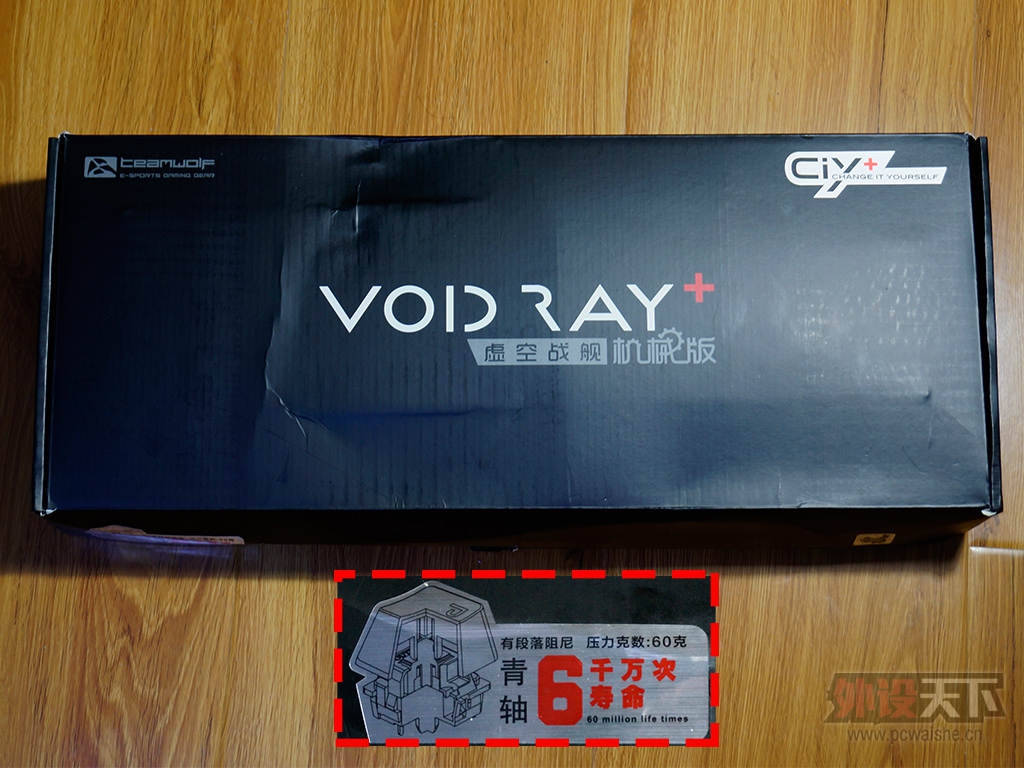 teamwolf
E-SPORTS GAMING GEAR
CiY+
CHANGE IT YOURSELF
VOID RAY+
虚空战舰 机械版
有段落阻尼 压力克数:60克
青轴
6千万次
寿命
60 million life times
外设天下
www.pcwaishe.cn